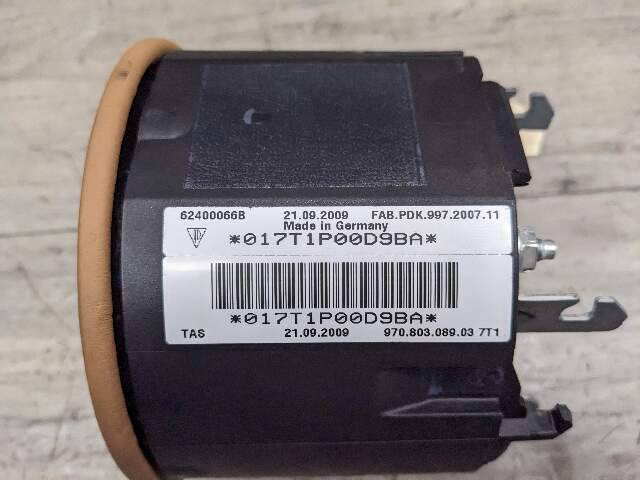 62400066B 21.09.2009 FAB.PDK.997.2007.11
Made in Germany
*017T1P00D9BA*
*017T1P00D9BA*
TAS 21.09.2009 970.803.089.03 7T1